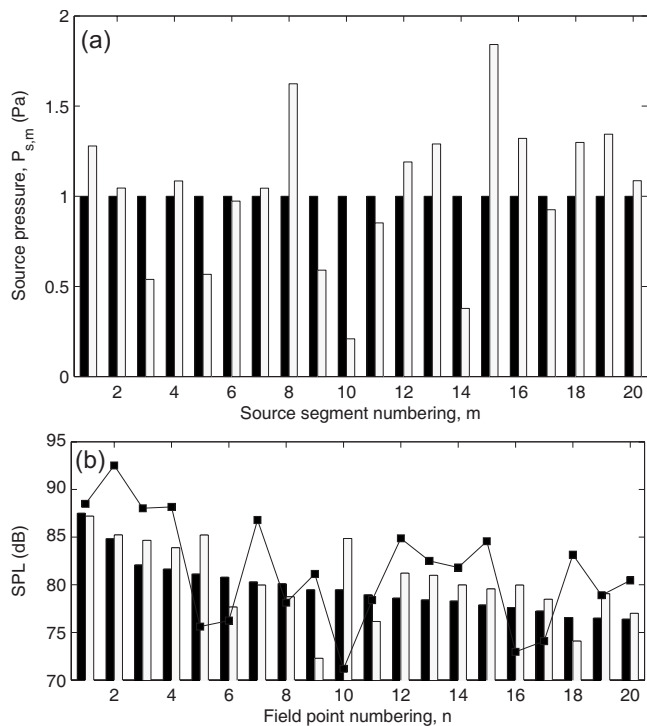 (a)
2
1.5
1
0.5
0
Source pressure, P s,m (Pa)
2 4 6 8 10 12 14 16 18 20
Source segment numbering, m
(b)
95
90
85
80
75
70
SPL (dB)
2 4 6 8 10 12 14 16 18 20
Field point numbering, n